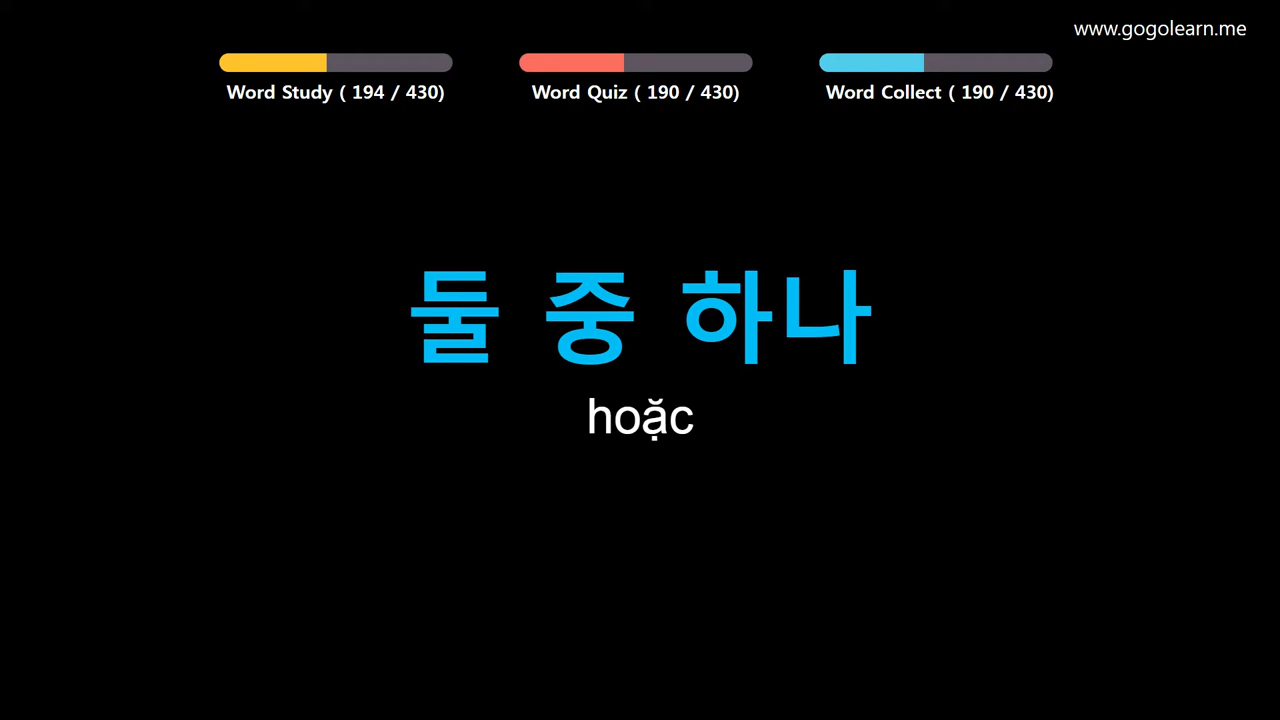 www.gogolearn.me
Word Study ( 194 / 430)
Word Quiz ( 190 / 430)
Word Collect ( 190 / 430)
둘 중 하나
hoặc